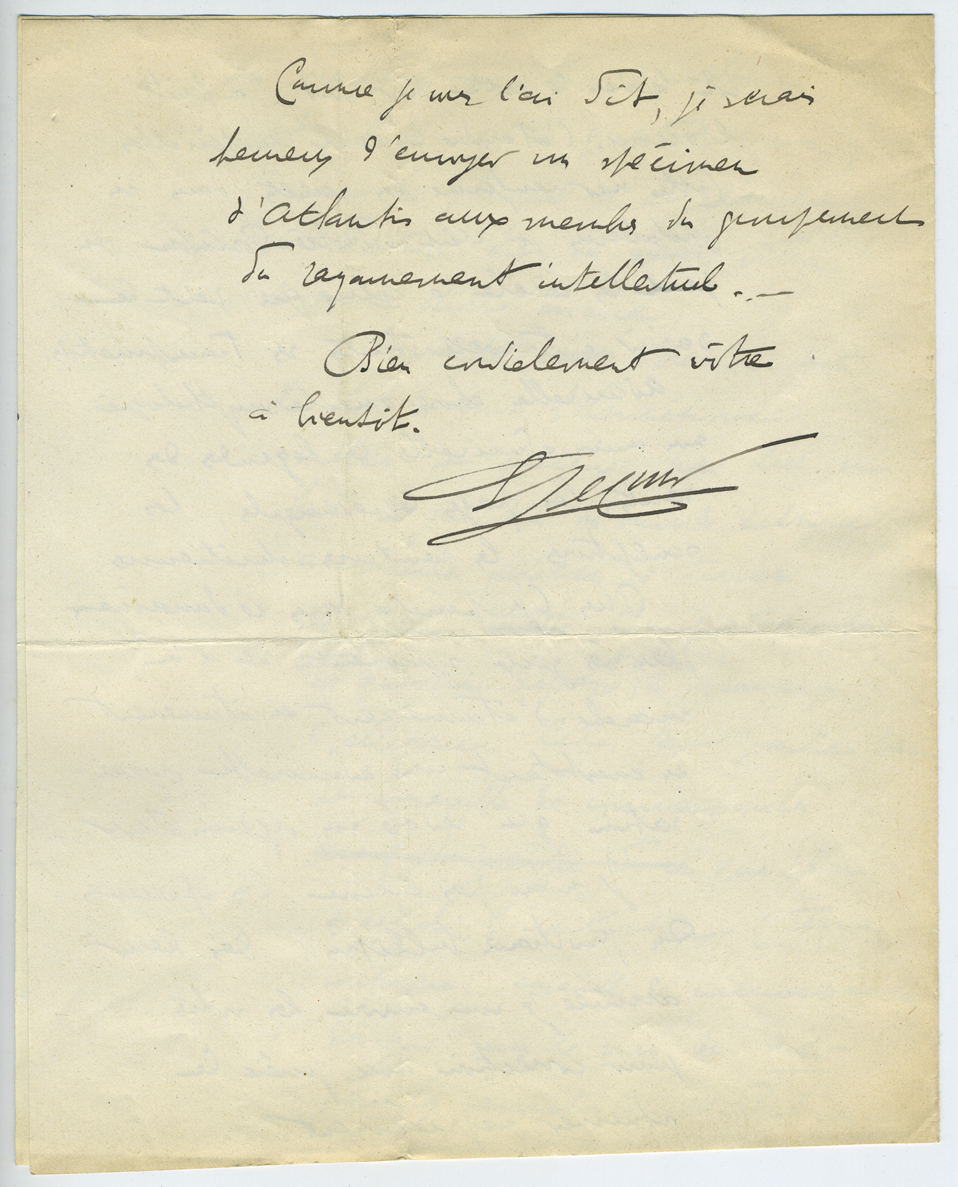 Comme je vous l'ai dit, je serais
heureux d'envoyer un spécimen
d'Atlantis aux membres du groupement
du rayonnement intellectuel. _
Bien cordialement vôtre
à bientôt.